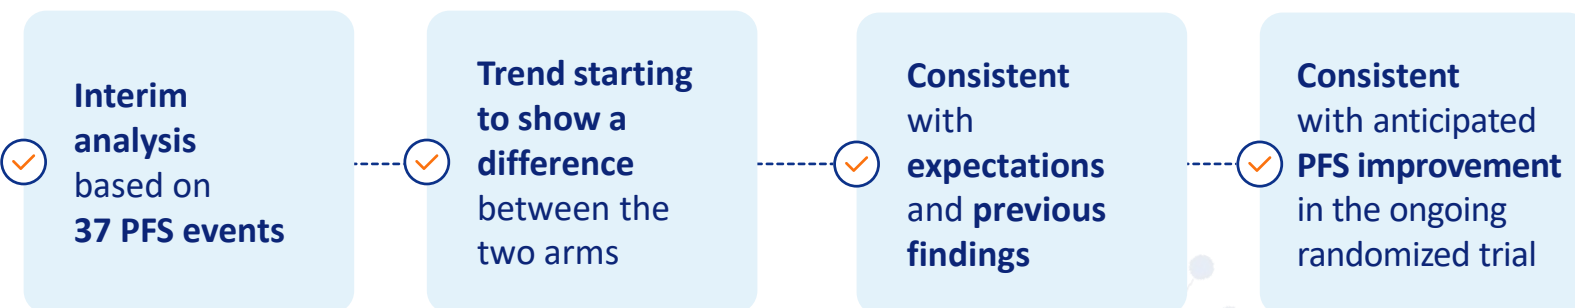 Interim
analysis
based on
37 PFS events
Trend starting
to show a
difference
between the
two arms
Consistent
with
expectations
and previous
findings
Consistent
with anticipated
PFS improvement
in the ongoing
randomized trial